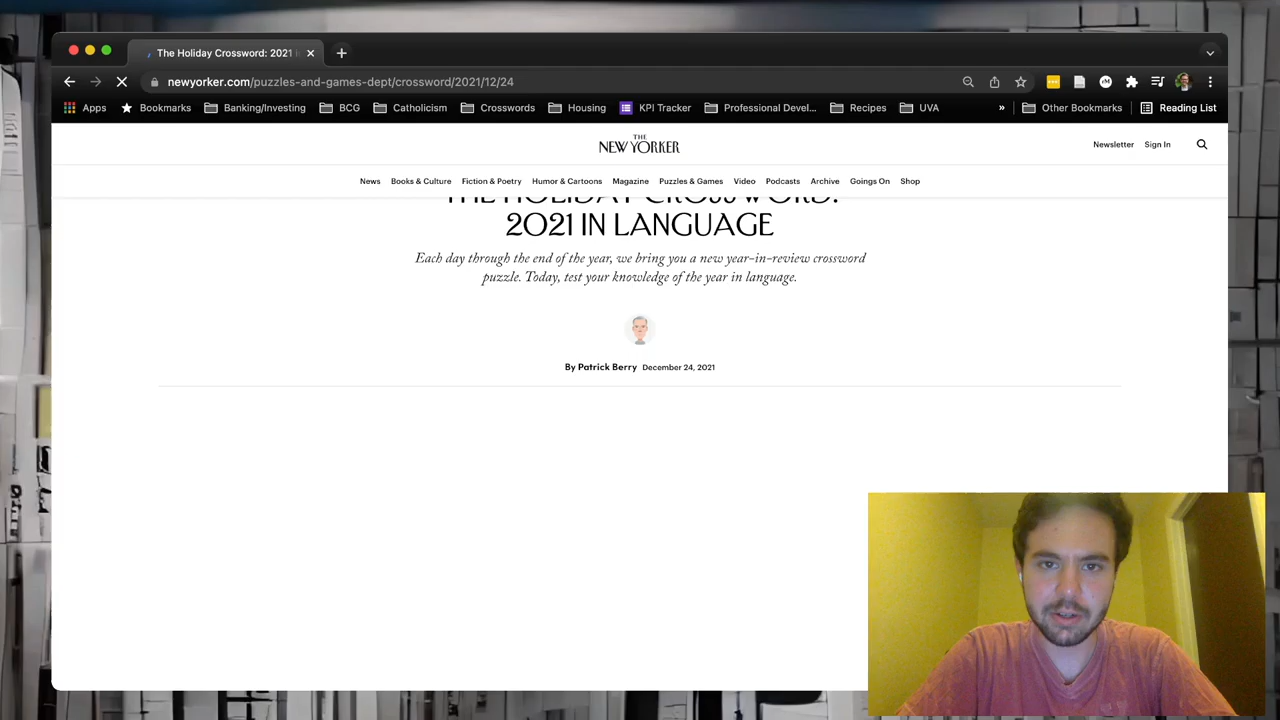 The Holiday Crossword: 2021
newyorker.com/puzzles-and-games-dept/crossword/2021/12/24
Apps Bookmarks Banking/Investing BCG Catholicism Crosswords Housing KPI Tracker Professional Devel... Recipes UVA » Other Bookmarks Reading List
THE
NEW YORKER
Newsletter Sign In
News Books & Culture Fiction & Poetry Humor & Cartoons Magazine Puzzles & Games Video Podcasts Archive Goings On Shop
THE HOLIDAY CROSSWORD:
2021 IN LANGUAGE
Each day through the end of the year, we bring you a new year-in-review crossword
puzzle. Today, test your knowledge of the year in language.
By Patrick Berry December 24, 2021